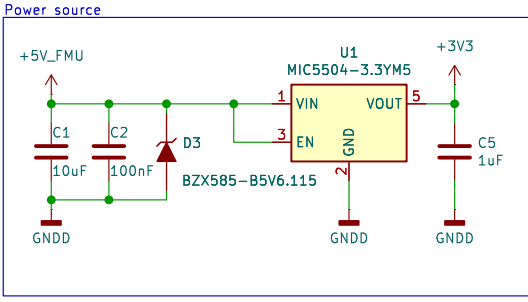 Power source
+5V_FMU
U1
+3V3
MIC5504-3.3YM5
1 VIN VOUT 5
C1 C2 D3 3 EN GND C5
10uF 100nF 2 1uF
BZX585-B5V6.115
GNDD GNDD GNDD